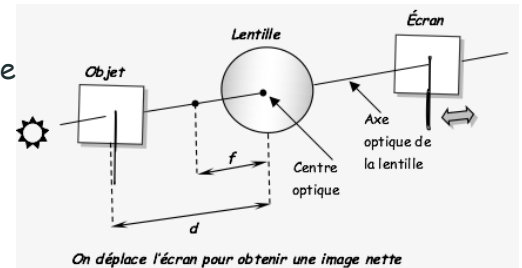 Écran
Lentille
e
Objet
Axe
optique de
la lentille
f
Centre
optique
d
On déplace l'écran pour obtenir une image nette